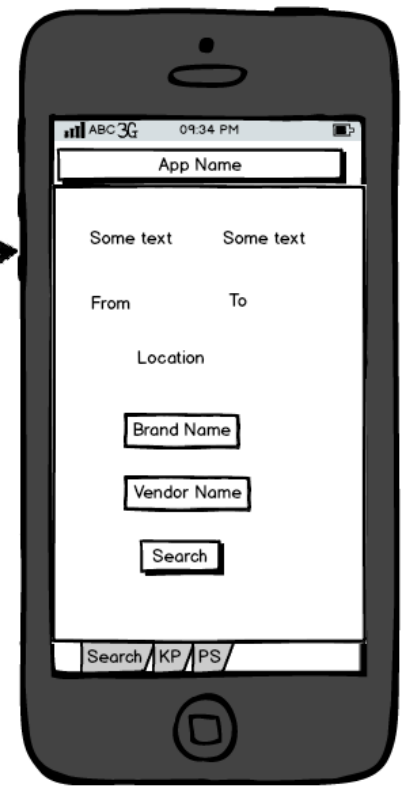 ABC 3G 09:34 PM
App Name
Some text Some text
From To
Location
Brand Name
Vendor Name
Search
Search KP PS